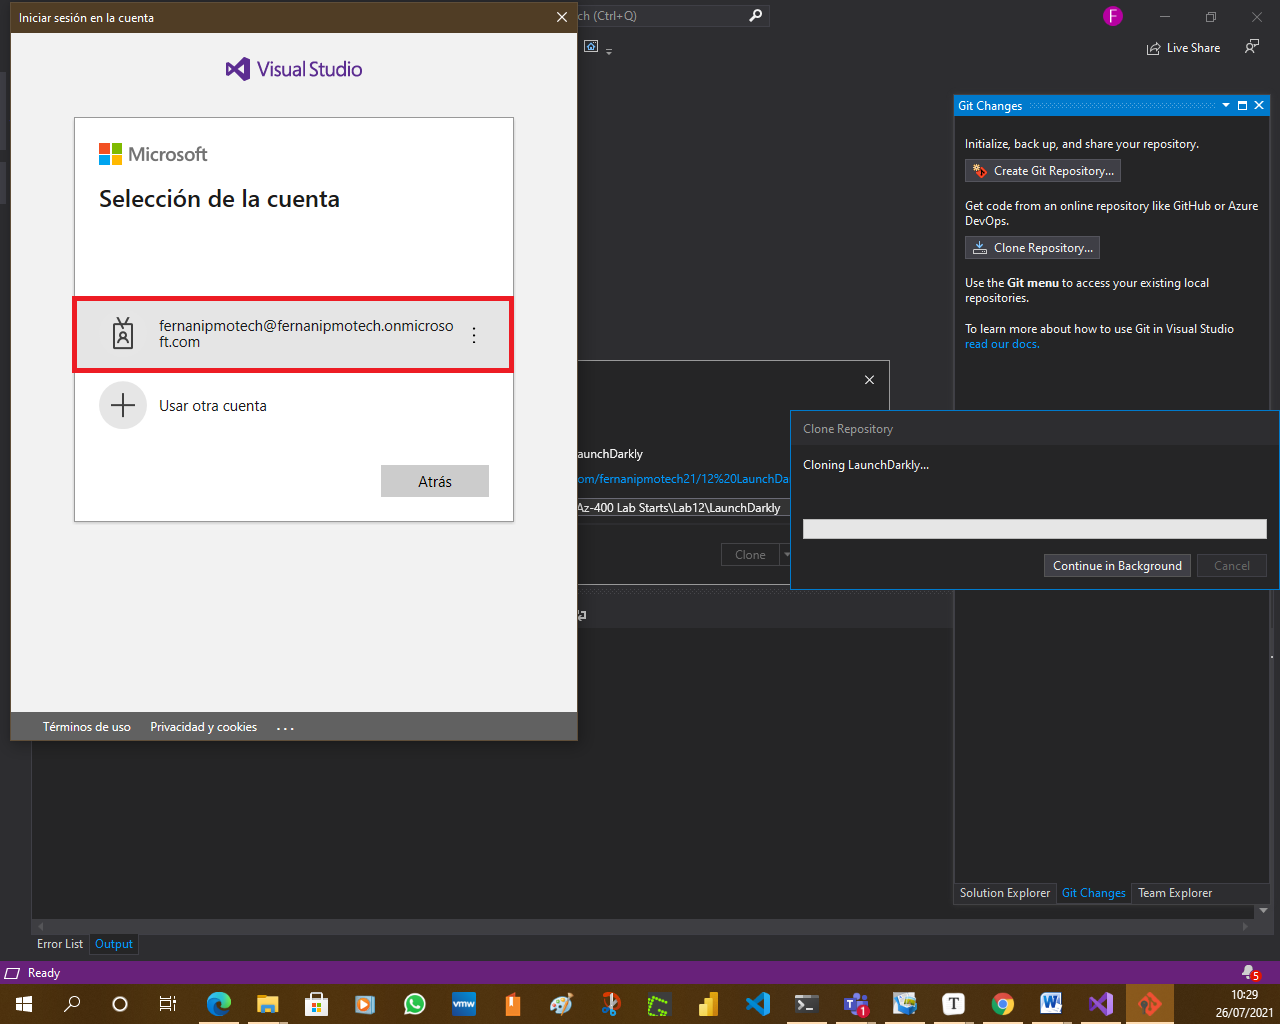 Iniciar sesión en la cuenta
ch (Ctrl+Q)
F
Live Share
Visual Studio
Microsoft
Selección de la cuenta
fernanipmotech@fernanipmotech.onmicroso
ft.com
Usar otra cuenta
Atrás
Términos de uso
Privacidad y cookies
...
Git Changes
Initialize, back up, and share your repository.
Create Git Repository...
Get code from an online repository like GitHub or Azure
DevOps.
Clone Repository...
Use the Git menu to access your existing local
repositories.
To learn more about how to use Git in Visual Studio
read our docs.
aunchDarkly
om/fernanipmotech21/12%20LaunchDa
Az-400 Lab Starts\Lab12\LaunchDarkly
Clone
Clone Repository
Cloning LaunchDarkly...
Continue in Background
Cancel
Solution Explorer
Git Changes
Team Explorer
Error List
Output
Ready
5
vmw
1
T
10:29
26/07/2021